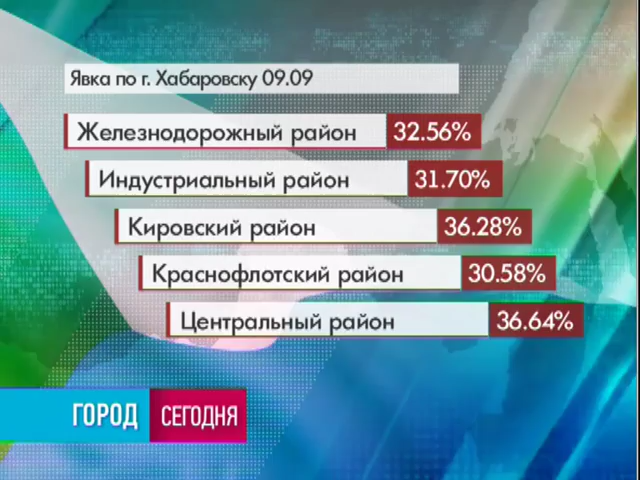 Явка по г. Хабаровску 09.09
Железнодорожный район 32.56%
Индустриальный район 31.70%
Кировский район 36.28%
Краснофлотский район 30.58%
Центральный район 36.64%
ГОРОД СЕГОДНЯ